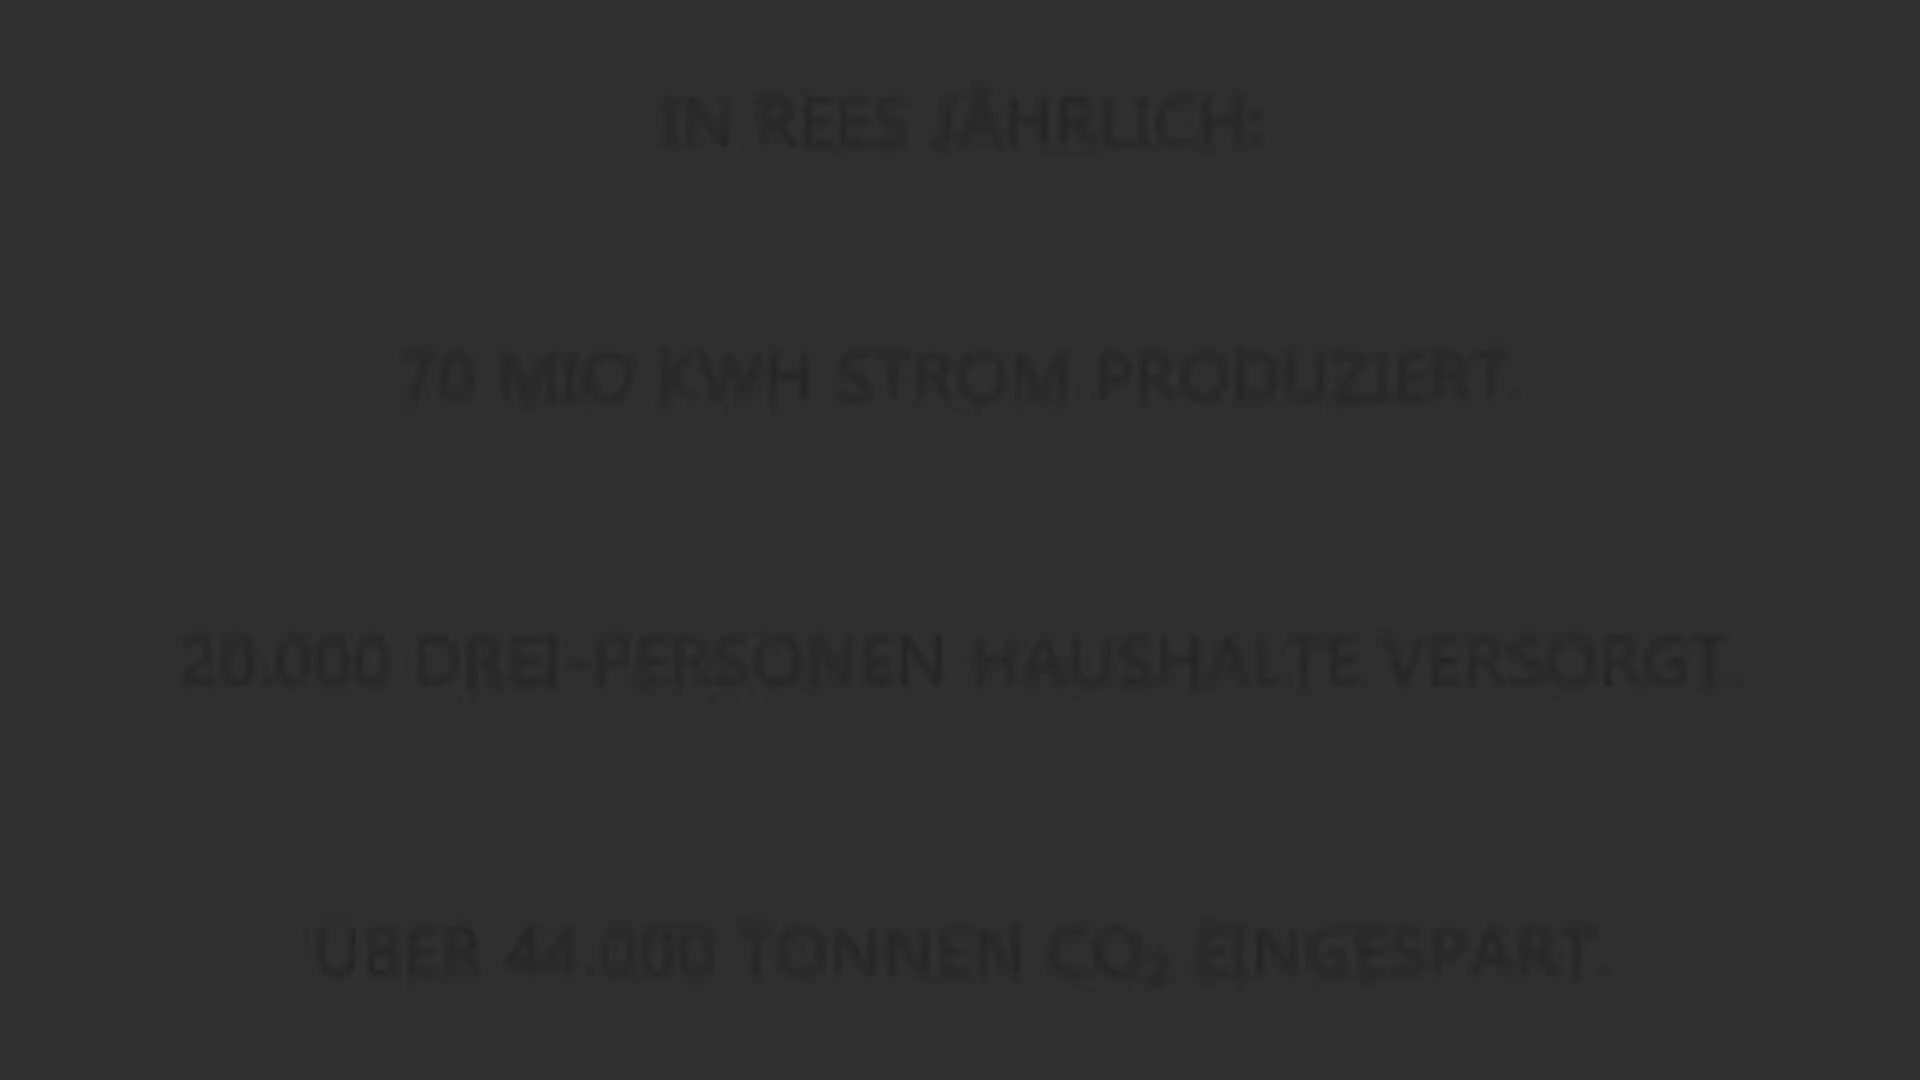 IN REES JÄHRLICH:
70 MIO KWH STROM PRODUZIERT.
20.000 DREI-PERSONEN HAUSHALTE VERSORGT.
ÜBER 44.000 TONNEN CO₂ EINGESPART.